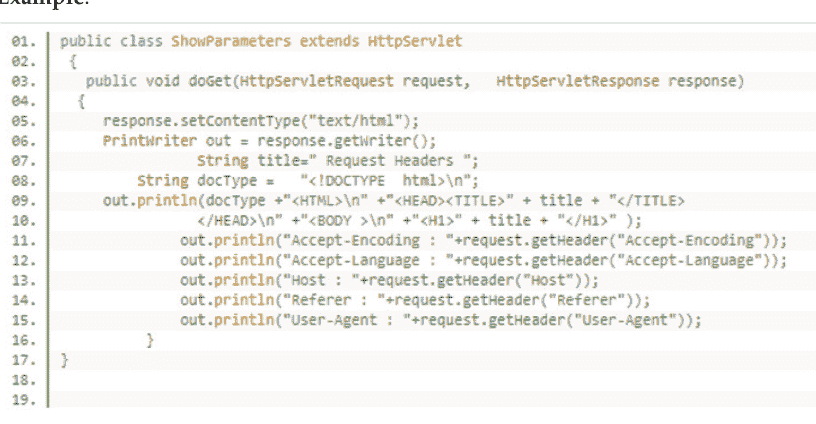 Example:
01. public class ShowParameters extends HttpServlet
02. {
03. public void doGet(HttpServletRequest request, HttpServletResponse response)
04. {
05. response.setContentType("text/html");
06. PrintWriter out = response.getWriter();
07. String title=" Request Headers ";
08. String docType = "<!DOCTYPE html>\n";
09. out.println(docType +"<HTML>\n" +"<HEAD><TITLE>" + title + "</TITLE>
10. </HEAD>\n" +"<BODY >\n" +"<H1>" + title + "</H1>" );
11. out.println("Accept-Encoding : "+request.getHeader("Accept-Encoding"));
12. out.println("Accept-Language : "+request.getHeader("Accept-Language"));
13. out.println("Host : "+request.getHeader("Host"));
14. out.println("Referer : "+request.getHeader("Referer"));
15. out.println("User-Agent : "+request.getHeader("User-Agent"));
16. }
17. }
18.
19.